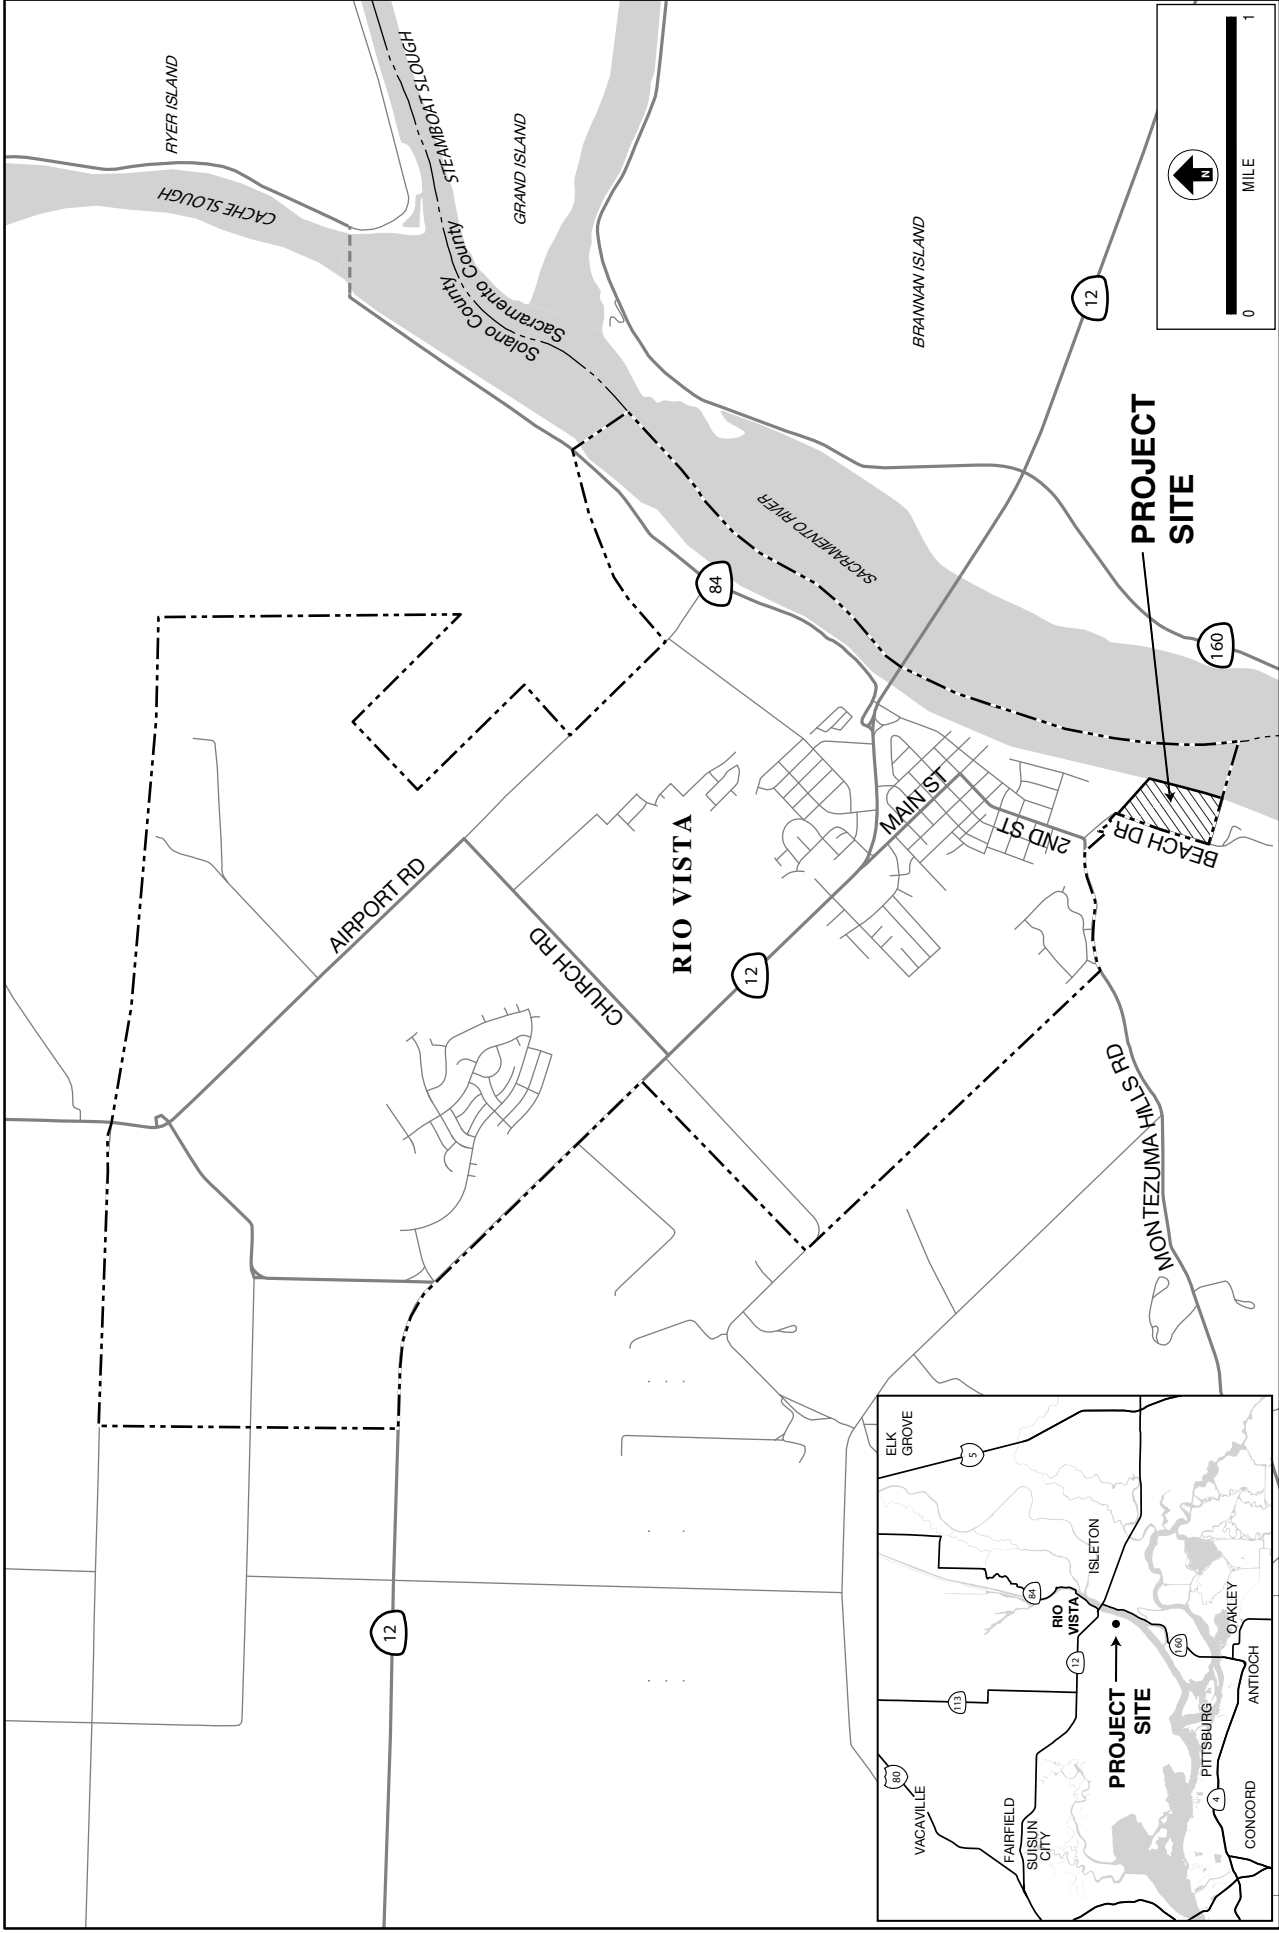 RYER ISLAND
CACHE SLOUGH
STEAMBOAT SLOUGH
GRAND ISLAND
Solano County
Sacramento County
BRANNAN ISLAND
12
SACRAMENTO RIVER
84
160
PROJECT
SITE
AIRPORT RD
CHURCH RD
RIO VISTA
MAIN ST
2ND ST
BEACH DR
12
MONTEZUMA HILLS RD
12
N
0
MILE
1
ELK
GROVE
5
ISLETON
84
RIO
VISTA
12
160
OAKLEY
ANTIOCH
113
PROJECT
SITE
PITTSBURG
80
VACAVILLE
FAIRFIELD
SUISUN
CITY
4
CONCORD